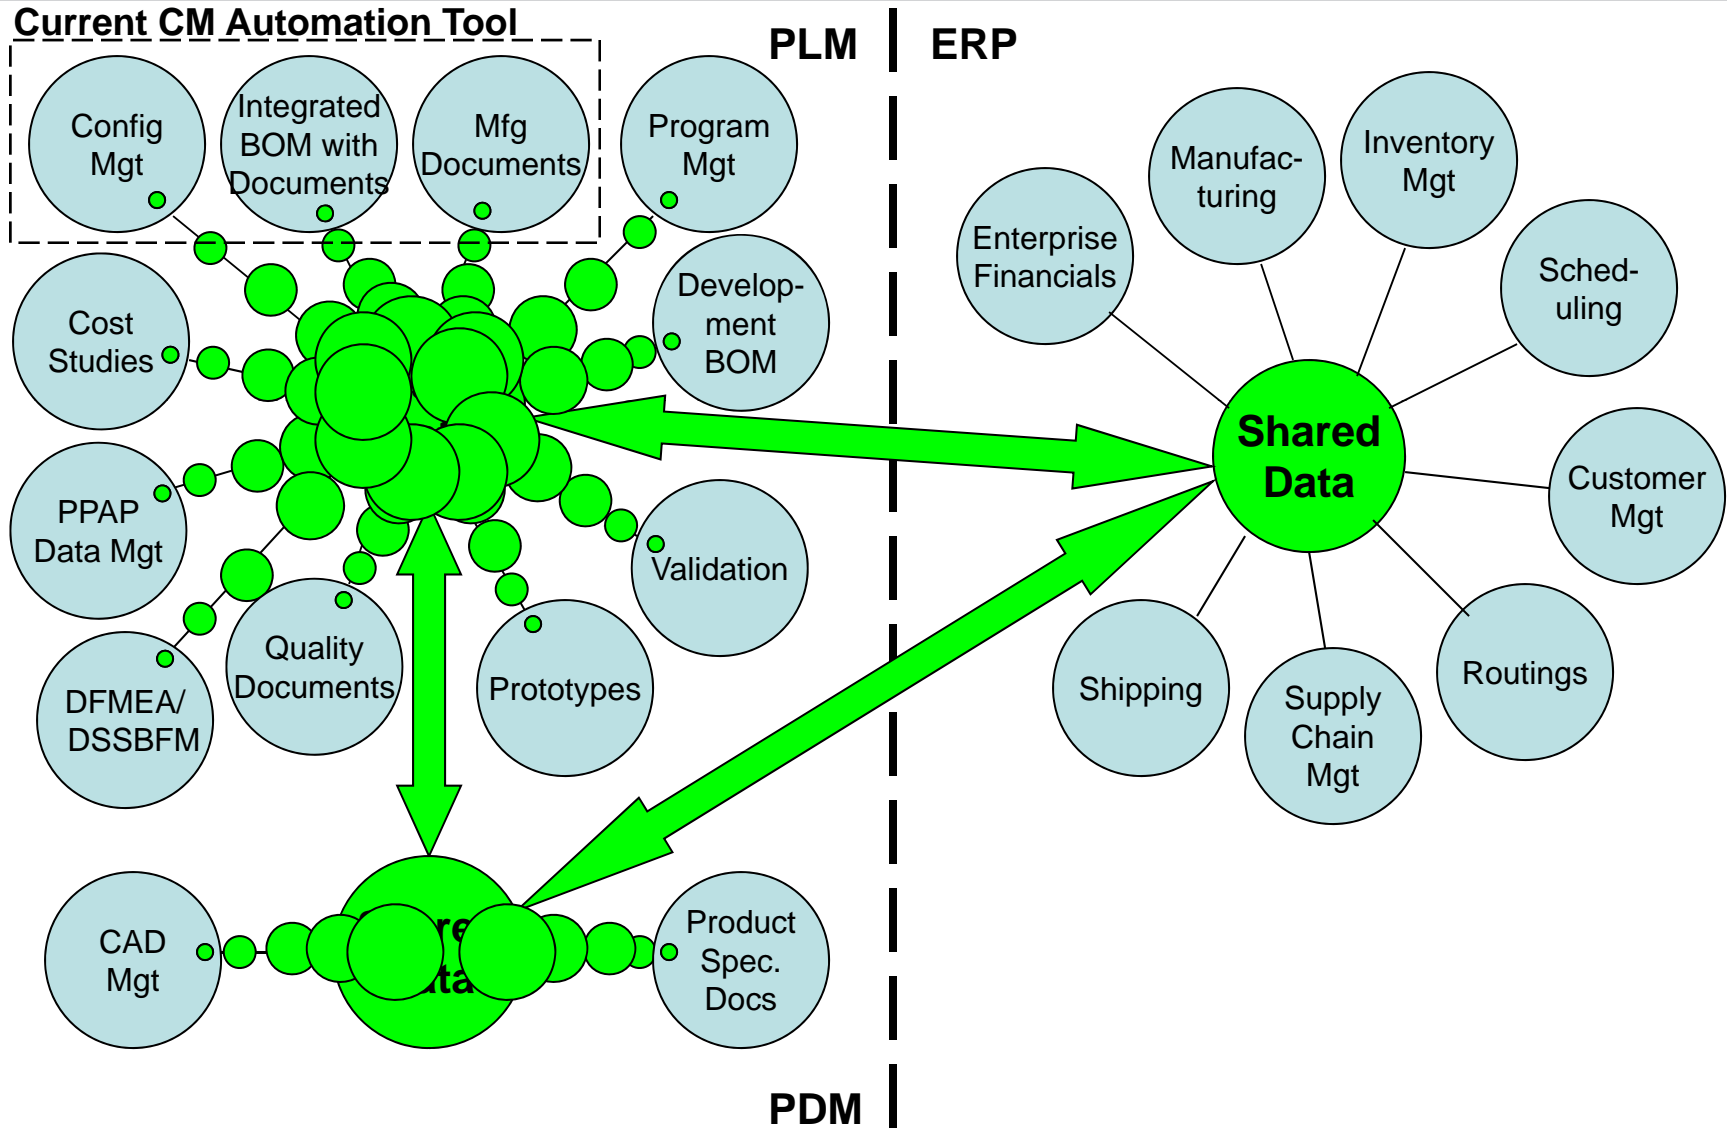 Current CM Automation Tool
PLM
ERP
Config
Mgt
Integrated
BOM with
Documents
Mfg
Documents
Program
Mgt
Develop-
ment
BOM
Cost
Studies
PPAP
Data Mgt
DFMEA/
DSSBFM
Quality
Documents
Prototypes
Validation
CAD
Mgt
Product
Spec.
Docs
PDM
Enterprise
Financials
Manufac-
turing
Inventory
Mgt
Sched-
uling
Shared
Data
Customer
Mgt
Shipping
Supply
Chain
Mgt
Routings